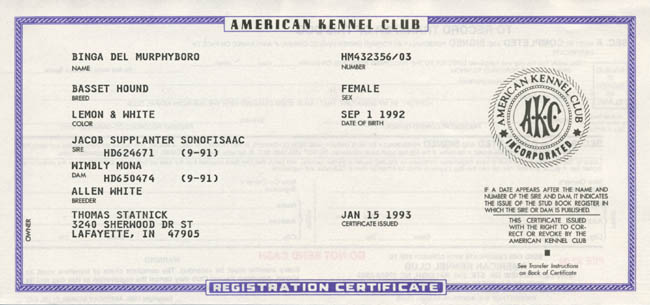 AMERICAN KENNEL CLUB
BINGA DEL MURPHYBORO
NAME
HM432356/03
NUMBER
BASSET HOUND
BREED
FEMALE
SEX
LEMON & WHITE
COLOR
SEP 1 1992
DATE OF BIRTH
JACOB SUPPLANTER SONOFISAAC
SIRE HD624671 (9-91)
WIMBLY MONA
DAM HD650474 (9-91)
ALLEN WHITE
BREEDER
OWNER
THOMAS STATNICK
3240 SHERWOOD DR ST
LAFAYETTE, IN 47905
JAN 15 1993
CERTIFICATE ISSUED
AMERICAN KENNEL CLUB
AKC
INCORPORATED
IF A DATE APPEARS AFTER THE NAME AND
NUMBER OF THE SIRE AND DAM, IT INDICATES
THE ISSUE OF THE STUD BOOK REGISTER IN
WHICH THE SIRE OR DAM IS PUBLISHED.
THIS CERTIFICATE ISSUED
WITH THE RIGHT TO COR-
RECT OR REVOKE BY THE
AMERICAN KENNEL CLUB
See Transfer Instructions
on Back of Certificate
REGISTRATION CERTIFICATE